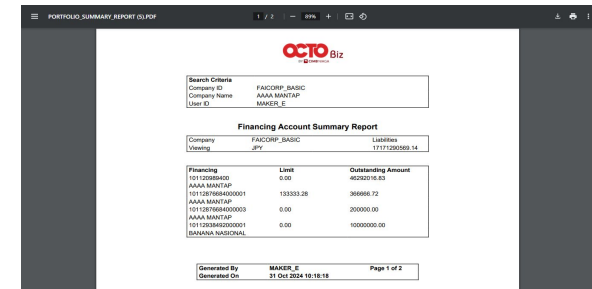 PORTFOLIO_SUMMARY_REPORT (5).PDF 1 / 2 89%
OCTO Biz
BY CIMB NIAGA
Search Criteria
Company ID FAICORP_BASIC
Company Name AAAA MANTAP
User ID MAKER_E
Financing Account Summary Report
Company FAICORP_BASIC Liabilities
Viewing JPY 17171290569.14
Financing Limit Outstanding Amount
101120989400 0.00 46292016.83
AAAA MANTAP
10112876684000001 133333.28 366666.72
AAAA MANTAP
10112876684000003 0.00 200000.00
AAAA MANTAP
10112938492000001 0.00 10000000.00
BANANA NASIONAL
Generated By MAKER_E Page 1 of 2
Generated On 31 Oct 2024 10:18:18